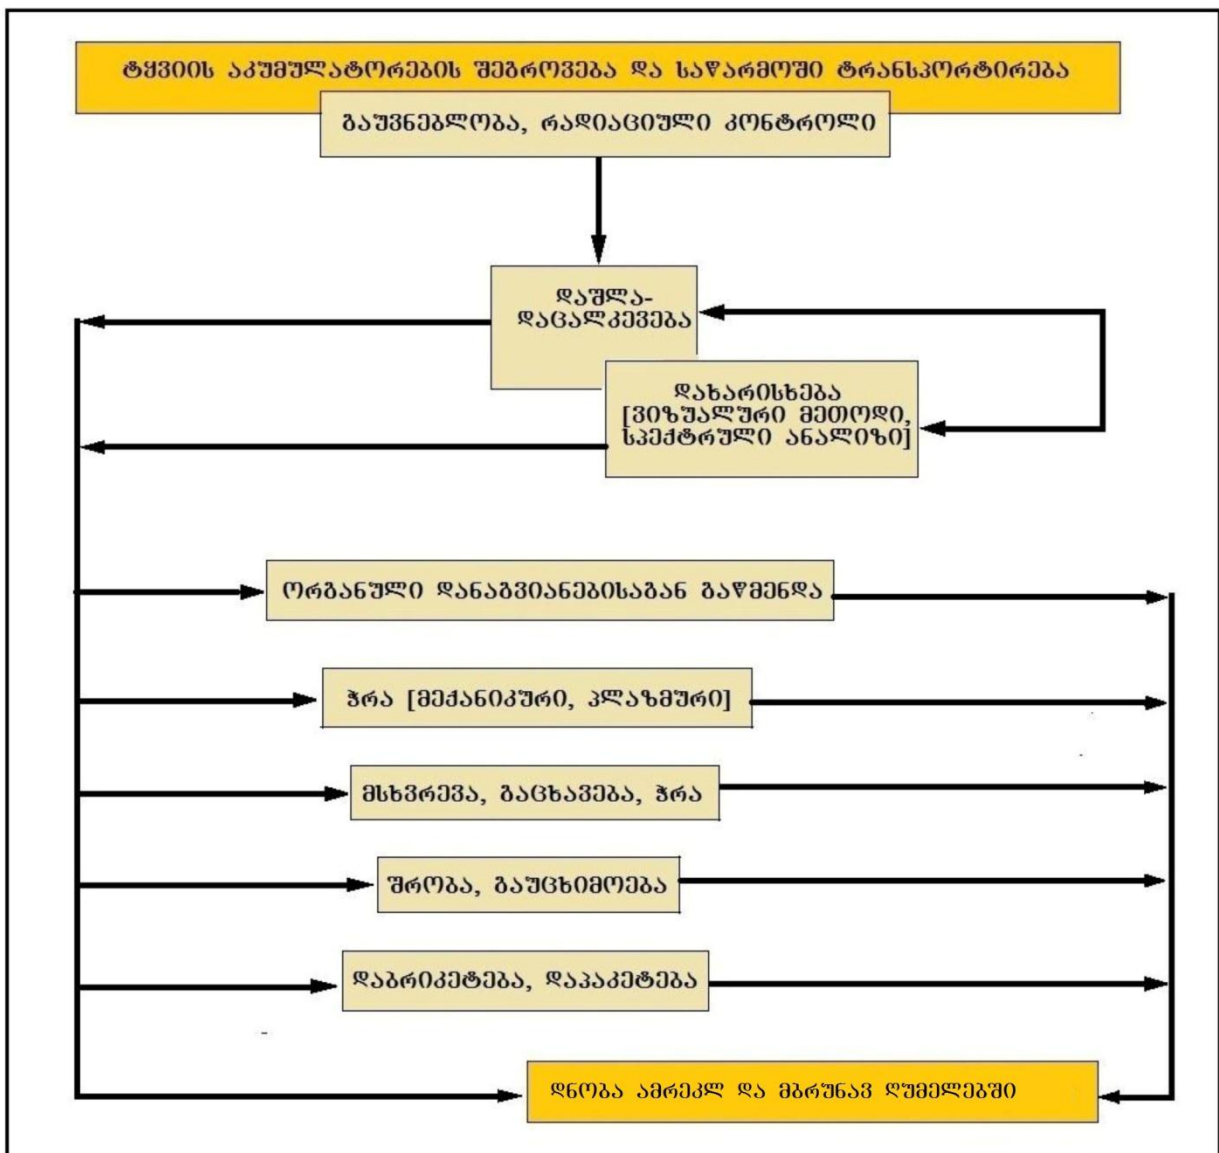 ტყვიის აკუმულატორების შეგროვება და საწარმოში ტრანსპორტირება
გაუვნებლობა, რადიაციული კონტროლი
დაშლა-
დაცალკევება
დახარისხება
[ვიზუალური მეთოდი,
სპექტრული ანალიზი]
ორგანული დანაგვიანებისაგან გაწმენდა
ჭრა [მექანიკური, პლაზმური]
მსხვრევა, გაცხავება, ჭრა
შრობა, გაუცხიმოება
დაბრიკეტება, დაპაკეტება
დნობა ამრეკლ და მბრუნავ ღუმელებში